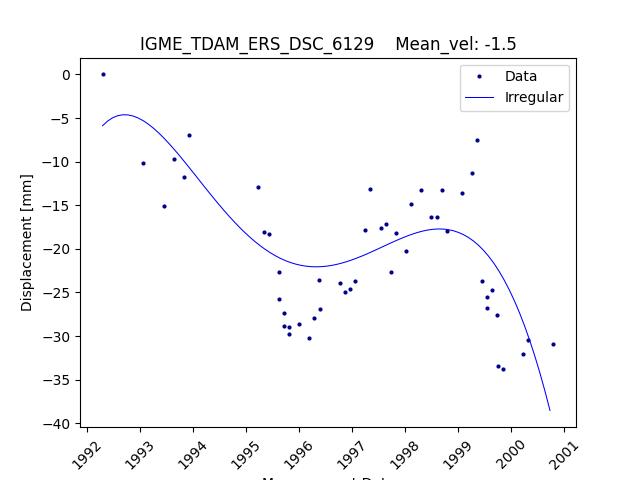 IGME_TDAM_ERS_DSC_6129    Mean_vel: -1.5
Data
Irregular
Displacement [mm]
0
−5
−10
−15
−20
−25
−30
−35
−40
1992 1993 1994 1995 1996 1997 1998 1999 2000 2001